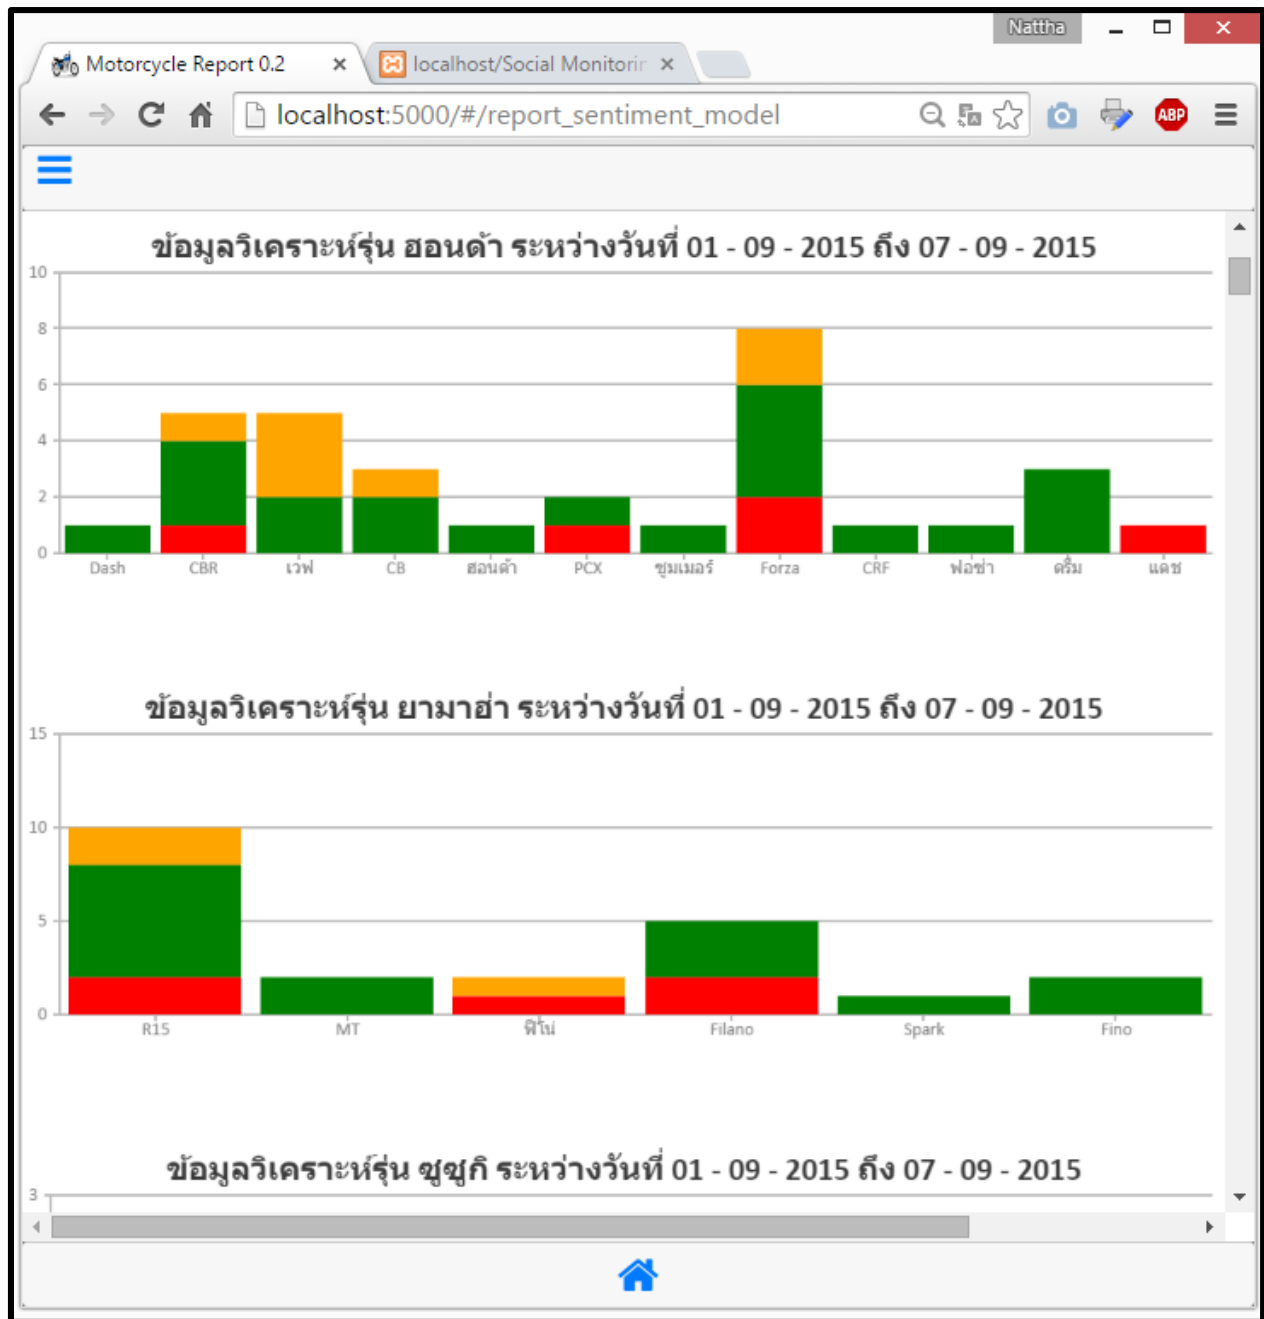 Nattha
Motorcycle Report 0.2
localhost/Social Monitorin
localhost:5000/#/report_sentiment_model
ABP
ข้อมูลวิเคราะห์รุ่น ฮอนด้า ระหว่างวันที่ 01 - 09 - 2015 ถึง 07 - 09 - 2015
10
8
6
4
2
0
Dash CBR เวฟ CB ฮอนด้า PCX ซูมเมอร์ Forza CRF ฟอซ่า ดรีม แดช
ข้อมูลวิเคราะห์รุ่น ยามาฮ่า ระหว่างวันที่ 01 - 09 - 2015 ถึง 07 - 09 - 2015
15
10
5
0
R15 MT ฟีโน่ Filano Spark Fino
ข้อมูลวิเคราะห์รุ่น ซูซูกิ ระหว่างวันที่ 01 - 09 - 2015 ถึง 07 - 09 - 2015
3